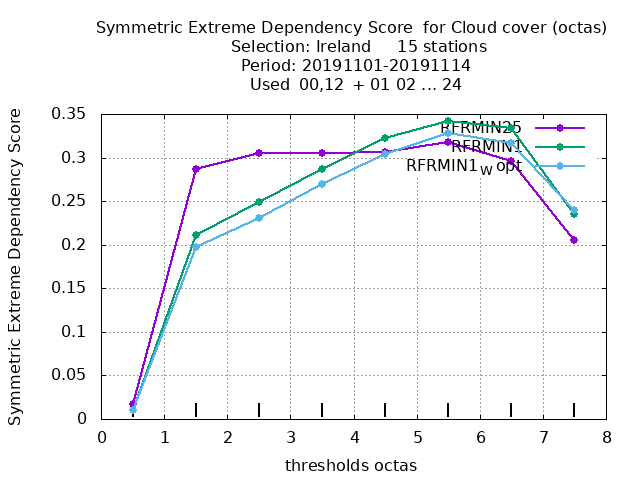 Symmetric Extreme Dependency Score for Cloud cover (octas)
Selection: Ireland 15 stations
Period: 20191101-20191114
Used 00,12 + 01 02 ... 24
Symmetric Extreme Dependency Score
0.35
0.3
0.25
0.2
0.15
0.1
0.05
0
RFRMIN25
RFRMIN1
RFRMIN1w opt
0 1 2 3 4 5 6 7 8
thresholds octas